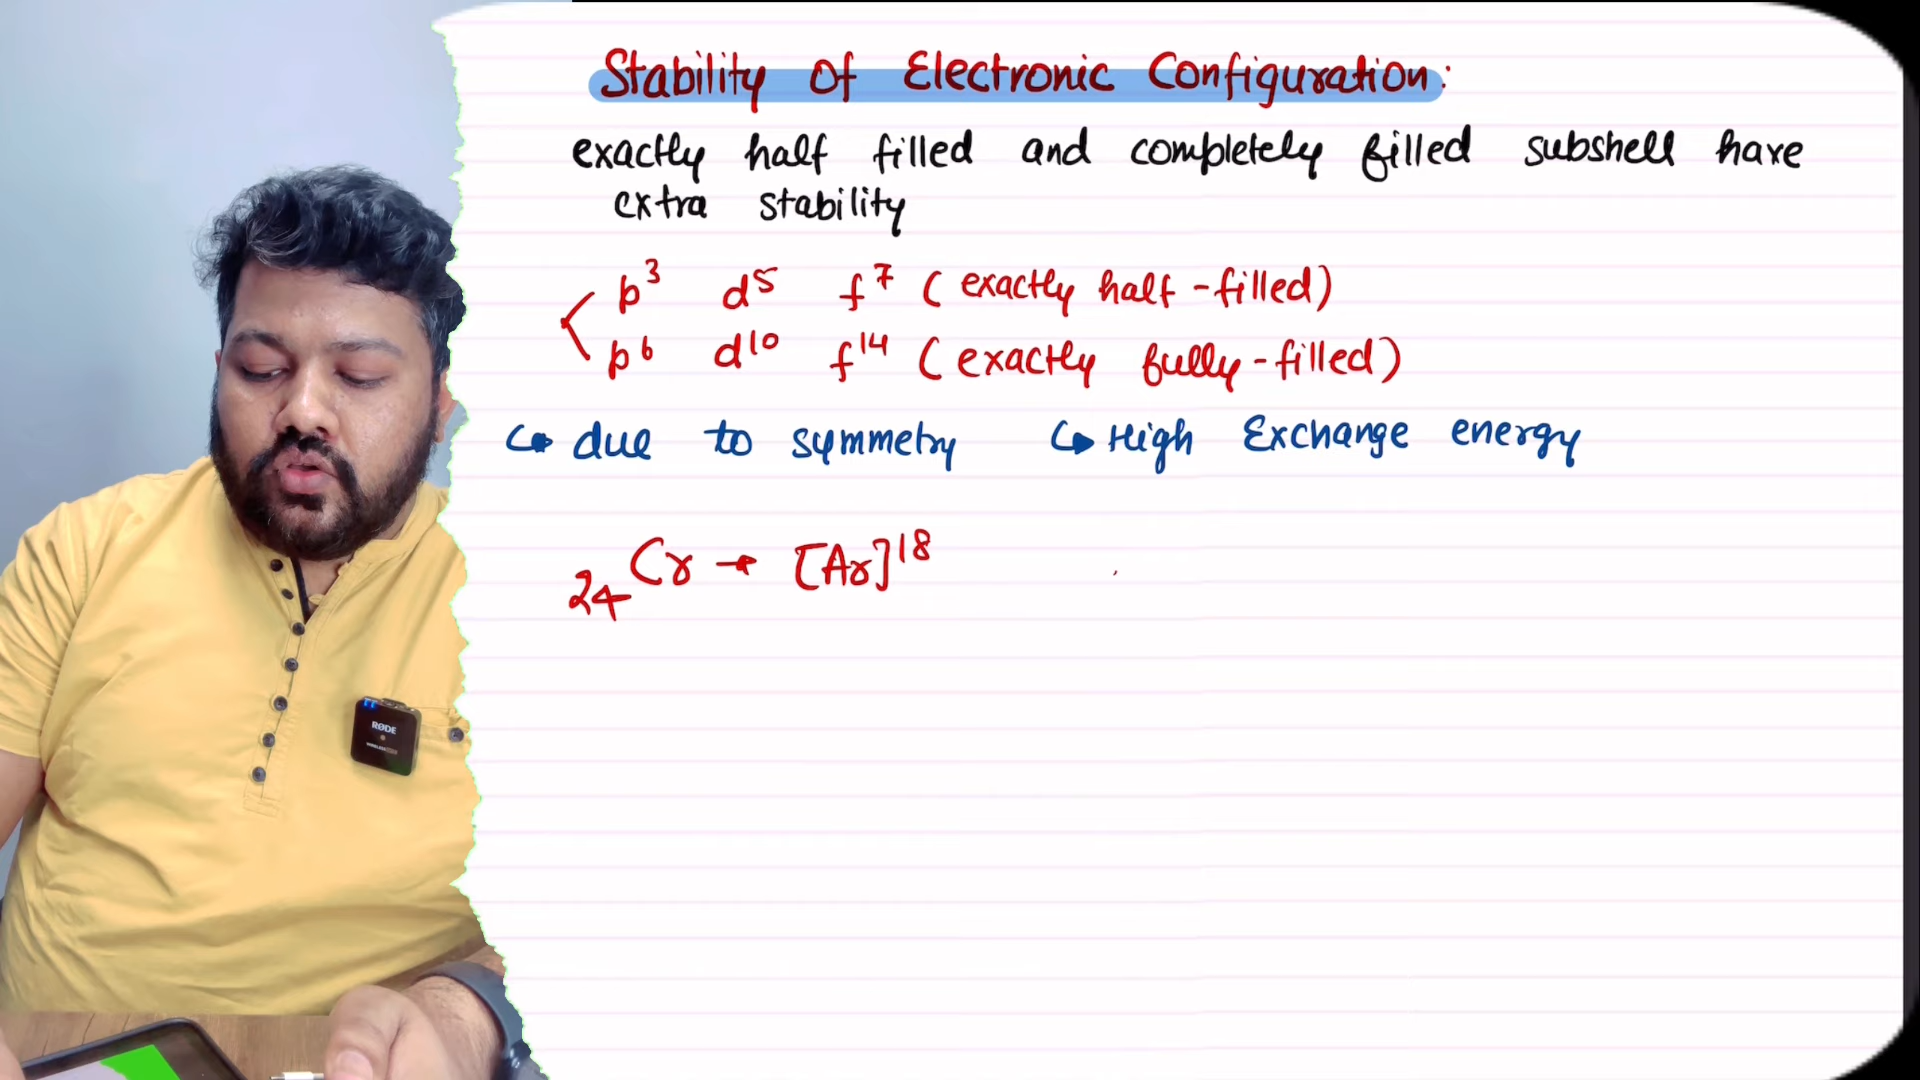 Stability Of Electronic Configuration:
exactly half filled and completely filled subshell have
extra stability
p³ d⁵ f⁷ ( exactly half - filled)
p⁶ d¹⁰ f¹⁴ ( exactly fully - filled)
↪ due to symmetry ↪ High Exchange energy
₂₄Cr → [Ar]¹⁸
RØDE